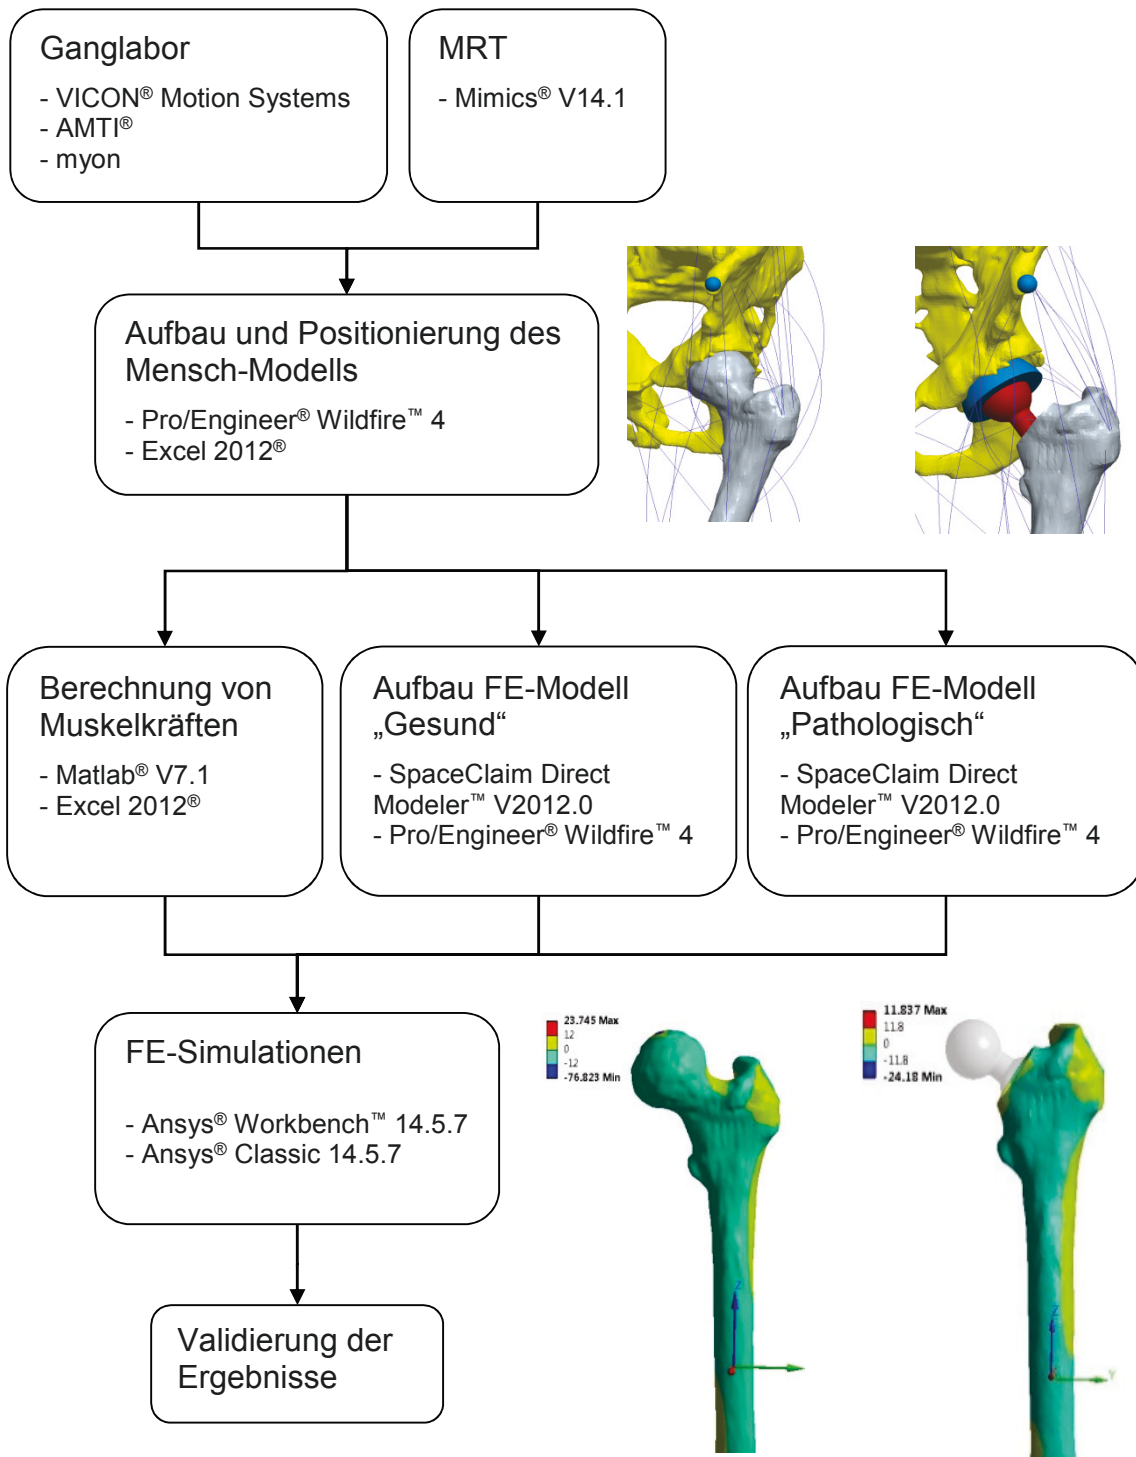 Ganglabor
- VICON® Motion Systems
- AMTI®
- myon
MRT
- Mimics® V14.1
Aufbau und Positionierung des
Mensch-Modells
- Pro/Engineer® Wildfire™ 4
- Excel 2012®
Berechnung von
Muskelkräften
- Matlab® V7.1
- Excel 2012®
Aufbau FE-Modell
„Gesund“
- SpaceClaim Direct
Modeler™ V2012.0
- Pro/Engineer® Wildfire™ 4
Aufbau FE-Modell
„Pathologisch“
- SpaceClaim Direct
Modeler™ V2012.0
- Pro/Engineer® Wildfire™ 4
FE-Simulationen
- Ansys® Workbench™ 14.5.7
- Ansys® Classic 14.5.7
23.745 Max
12
0
-12
-76.823 Min
Z
11.837 Max
11.8
0
-11.8
-24.18 Min
Z
Y
Validierung der
Ergebnisse